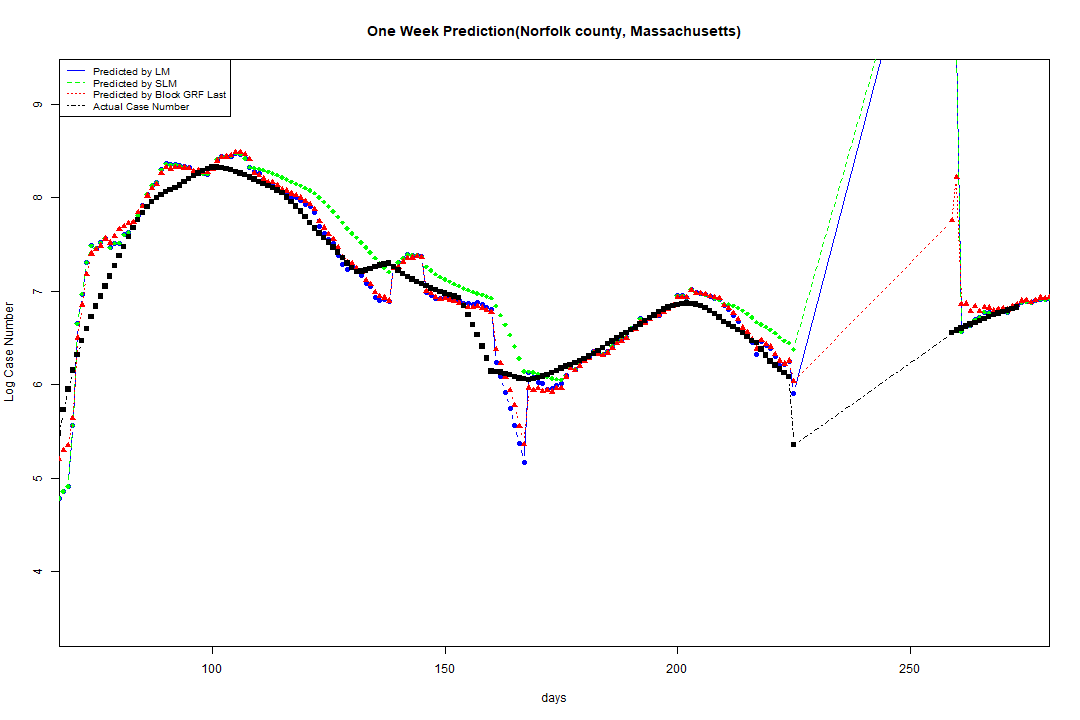 One Week Prediction(Norfolk county, Massachusetts)
Predicted by LM
Predicted by SLM
Predicted by Block GRF Last
Actual Case Number
9
8
7
6
5
4
Log Case Number
100 150 200 250
days